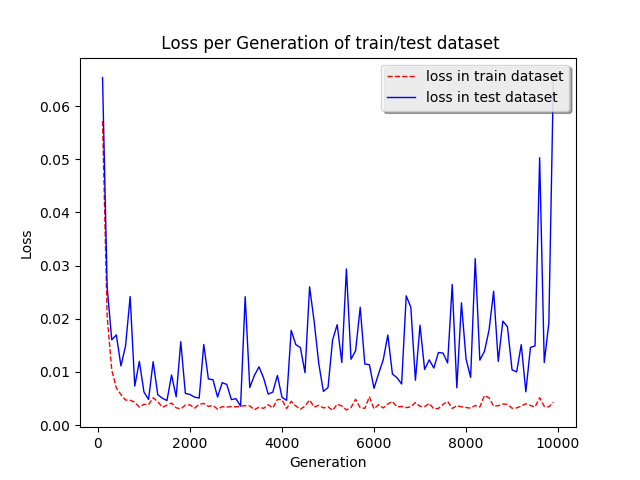 Loss per Generation of train/test dataset
loss in train dataset
loss in test dataset
0.06
0.05
0.04
0.03
0.02
0.01
0.00
Loss
0
2000
4000
6000
8000
10000
Generation